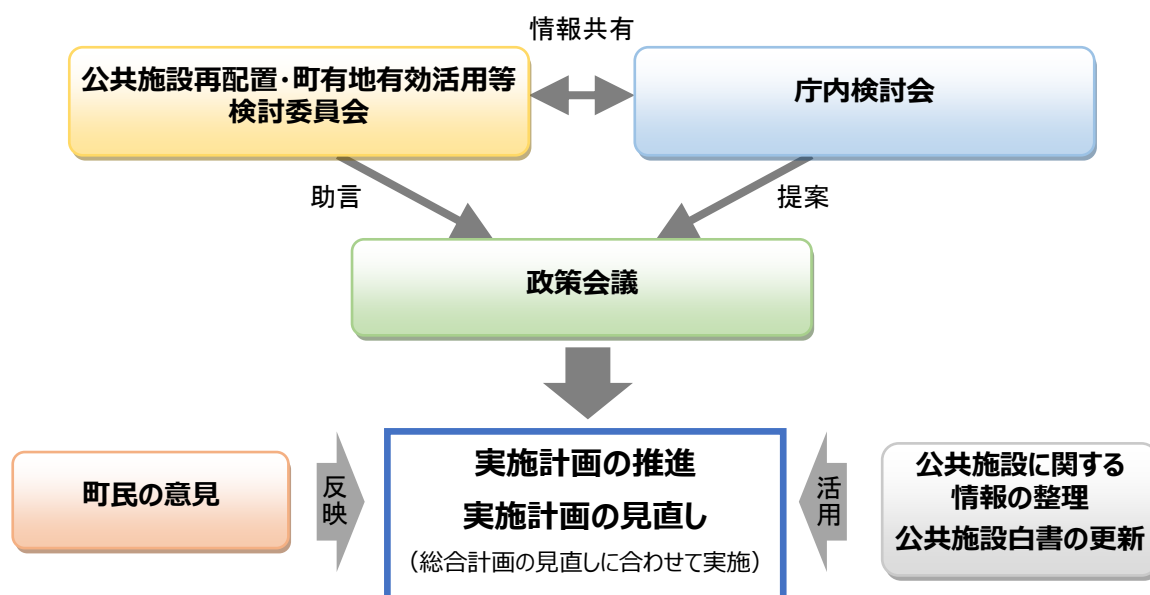 情報共有
公共施設再配置・町有地有効活用等
検討委員会
庁内検討会
助言
提案
政策会議
町民の意見
反映
実施計画の推進
実施計画の見直し
（総合計画の見直しに合わせて実施）
活用
公共施設に関する
情報の整理
公共施設白書の更新